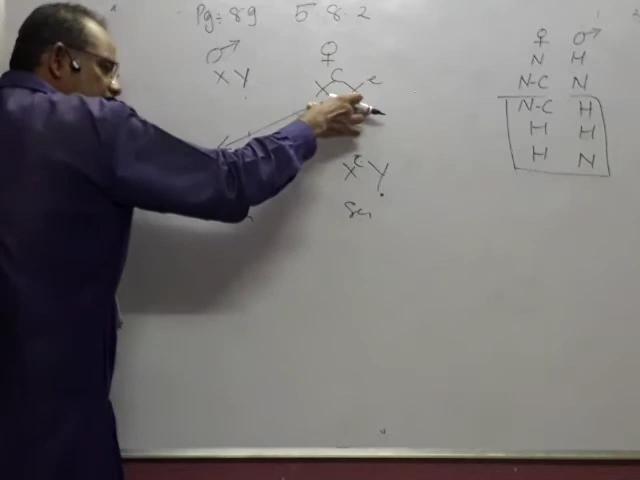 Pg: 89 5 8.2
♂ ♀
XY X^C X^c
X^c Y
♀ ♂
N H
N-C N
N-C H
H H
H N